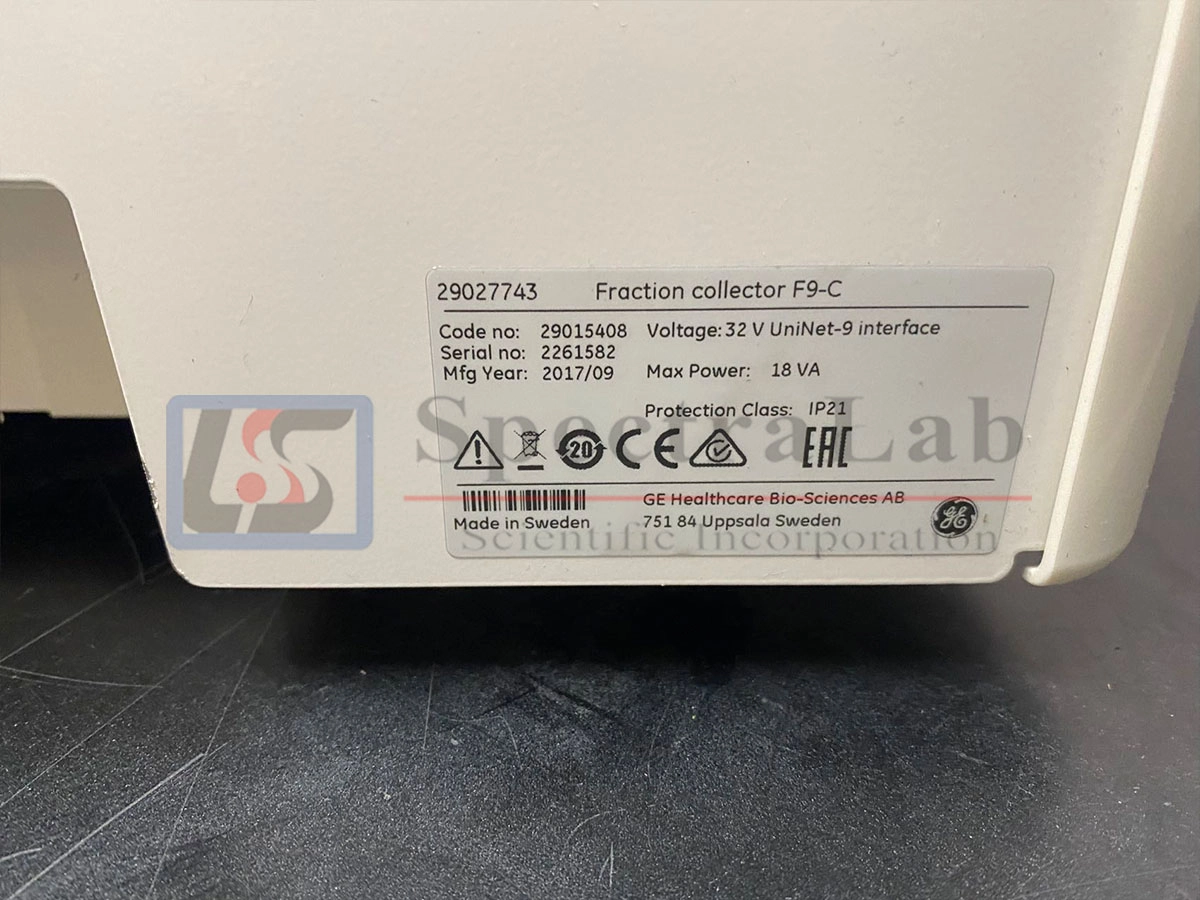 29027743 Fraction collector F9-C
Code no: 29015408 Voltage: 32 V UniNet-9 interface
Serial no: 2261582
Mfg Year: 2017/09 Max Power: 18 VA
Protection Class: IP21
20 CE EAC
GE Healthcare Bio-Sciences AB
Made in Sweden 751 84 Uppsala Sweden
GE
LSS
SpectraLab
Scientific Incorporation